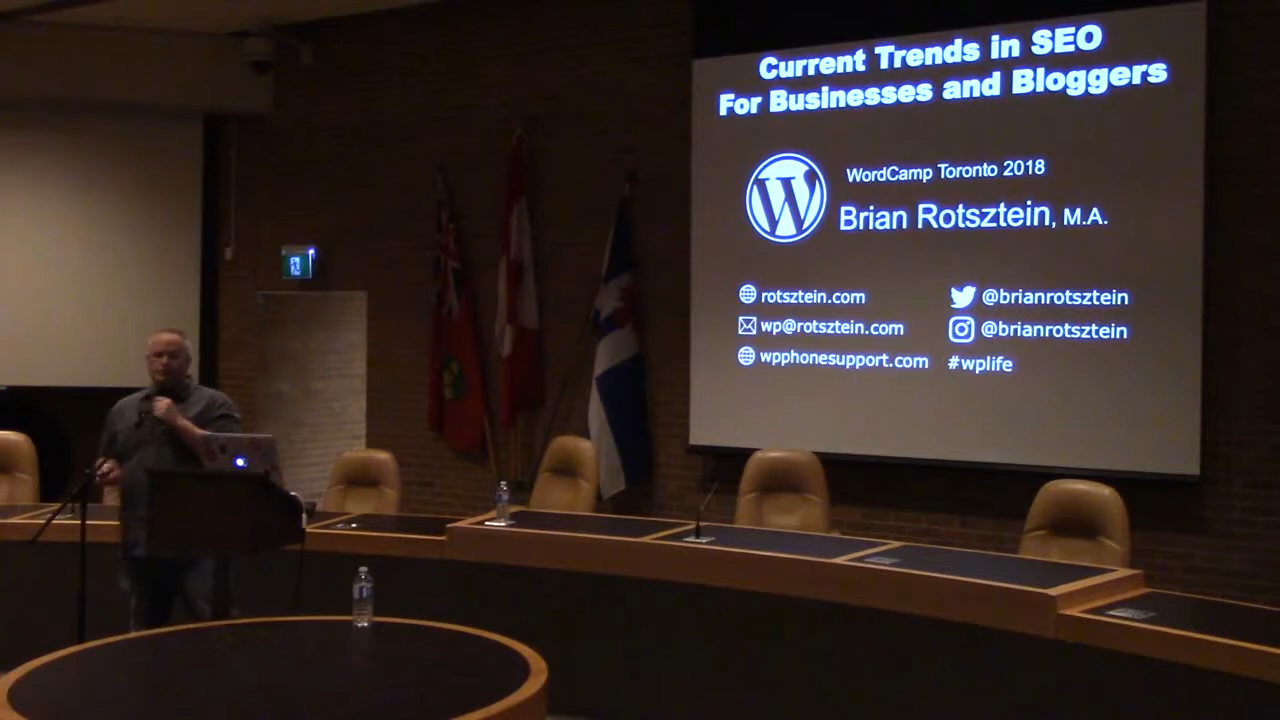 Current Trends in SEO
For Businesses and Bloggers
WordCamp Toronto 2018
Brian Rotsztein, M.A.
rotsztein.com
wp@rotsztein.com
wpphonesupport.com
@brianrotsztein
@brianrotsztein
#wplife